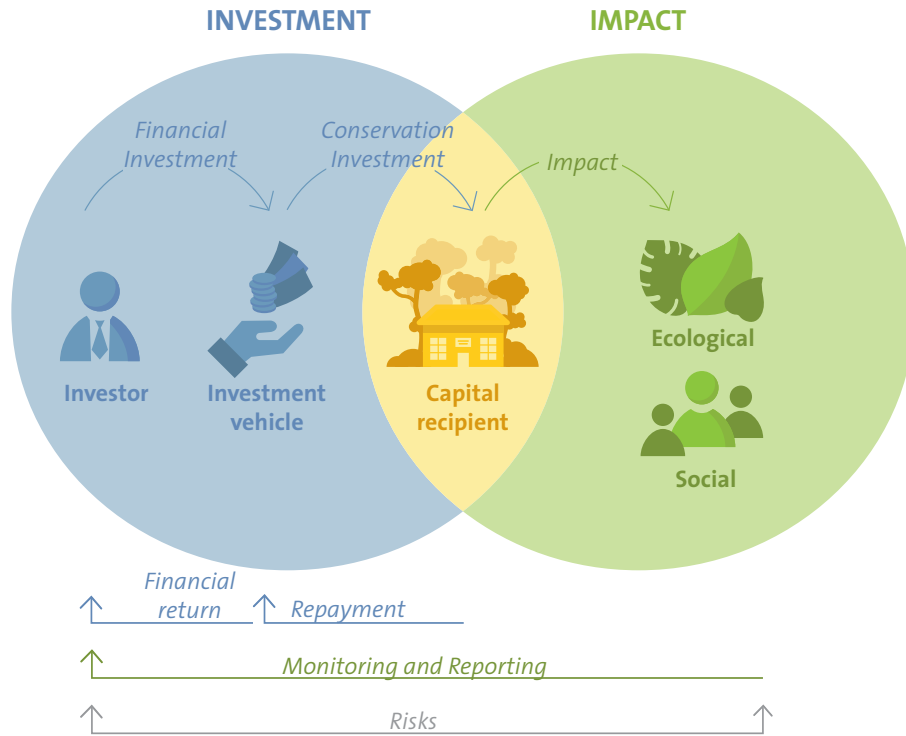 INVESTMENT
IMPACT
Financial
Investment
Conservation
Investment
Impact
Investor
Investment
vehicle
Capital
recipient
Ecological
Social
Financial
return
Repayment
Monitoring and Reporting
Risks